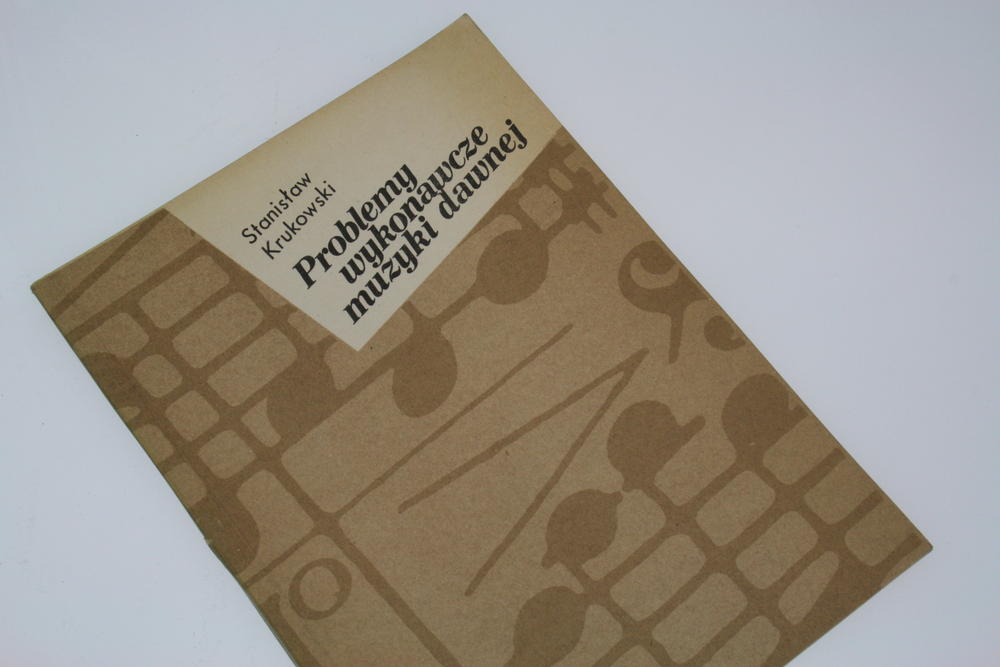 Stanisław
Krukowski
Problemy
wykonawcze
muzyki dawnej